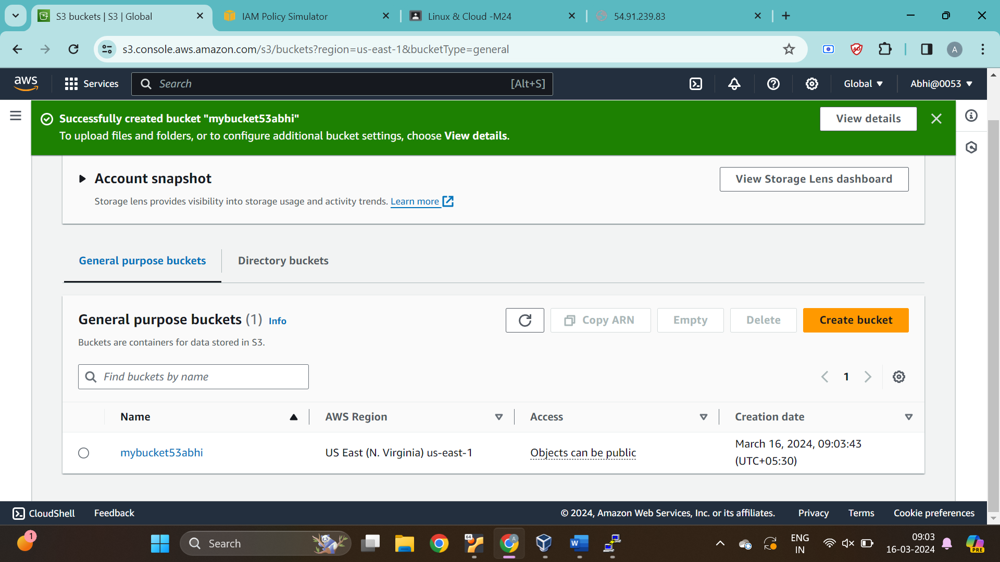 S3 buckets | S3 | Global
IAM Policy Simulator
Linux & Cloud -M24
54.91.239.83
s3.console.aws.amazon.com/s3/buckets?region=us-east-1&bucketType=general
A
aws
Services
Search
[Alt+S]
Global
Abhi@0053
Successfully created bucket "mybucket53abhi"
To upload files and folders, or to configure additional bucket settings, choose View details.
View details
Account snapshot
Storage lens provides visibility into storage usage and activity trends. Learn more
View Storage Lens dashboard
General purpose buckets
Directory buckets
General purpose buckets (1) Info
Buckets are containers for data stored in S3.
Copy ARN
Empty
Delete
Create bucket
Find buckets by name
1
Name
AWS Region
Access
Creation date
mybucket53abhi
US East (N. Virginia) us-east-1
Objects can be public
March 16, 2024, 09:03:43
(UTC+05:30)
CloudShell
Feedback
© 2024, Amazon Web Services, Inc. or its affiliates.
Privacy
Terms
Cookie preferences
1
Search
64
A
W
ENG
IN
09:03
16-03-2024
PRE